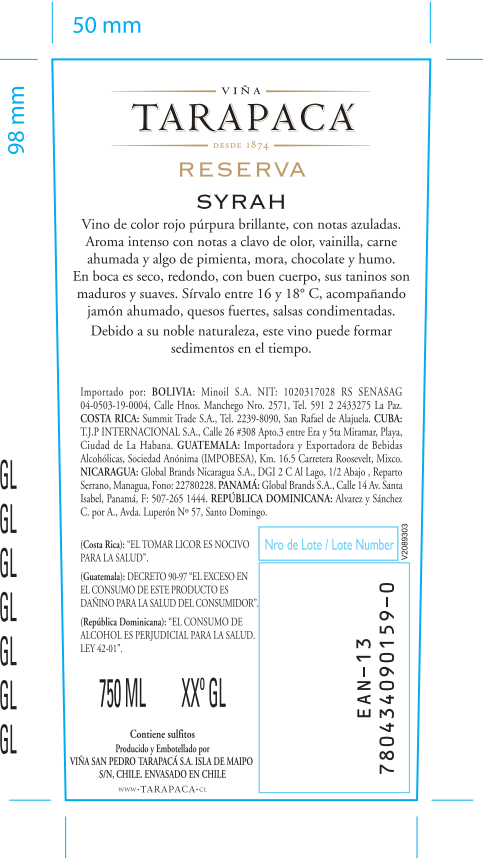 50 mm
98 mm
VIÑA
TARAPACÁ
DESDE 1874
RESERVA
SYRAH
Vino de color rojo púrpura brillante, con notas azuladas.
Aroma intenso con notas a clavo de olor, vainilla, carne
ahumada y algo de pimienta, mora, chocolate y humo.
En boca es seco, redondo, con buen cuerpo, sus taninos son
maduros y suaves. Sírvalo entre 16 y 18° C, acompañando
jamón ahumado, quesos fuertes, salsas condimentadas.
Debido a su noble naturaleza, este vino puede formar
sedimentos en el tiempo.
Importado por: BOLIVIA: Minoil S.A. NIT: 1020317028 RS SENASAG
04-0503-19-0004, Calle Hnos. Manchego Nro. 2571, Tel. 591 2 2433275 La Paz.
COSTA RICA: Summit Trade S.A., Tel. 2239-8090, San Rafael de Alajuela. CUBA:
T.J.P INTERNACIONAL S.A., Calle 26 #308 Apto.3 entre Era y 5ta Miramar, Playa,
Ciudad de La Habana. GUATEMALA: Importadora y Exportadora de Bebidas
Alcohólicas, Sociedad Anónima (IMPOBESA), Km. 16.5 Carretera Roosevelt, Mixco.
NICARAGUA: Global Brands Nicaragua S.A., DGI 2 C Al Lago, 1/2 Abajo , Reparto
Serrano, Managua, Fono: 22780228. PANAMÁ: Global Brands S.A., Calle 14 Av. Santa
Isabel, Panamá, F: 507-265 1444. REPÚBLICA DOMINICANA: Alvarez y Sánchez
C. por A., Avda. Luperón Nº 57, Santo Domingo.
(Costa Rica): “EL TOMAR LICOR ES NOCIVO
PARA LA SALUD”.
(Guatemala): DECRETO 90-97 “EL EXCESO EN
EL CONSUMO DE ESTE PRODUCTO ES
DAÑINO PARA LA SALUD DEL CONSUMIDOR”.
(República Dominicana): “EL CONSUMO DE
ALCOHOL ES PERJUDICIAL PARA LA SALUD.
LEY 42-01”.
Nro de Lote / Lote Number
V2089303
EAN-13
7804340901590-0
750 ML XXº GL
Contiene sulfitos
Producido y Embotellado por
VIÑA SAN PEDRO TARAPACÁ S.A. ISLA DE MAIPO
S/N, CHILE. ENVASADO EN CHILE
WWW•TARAPACA•CL
GL
GL
GL
GL
GL
GL
GL